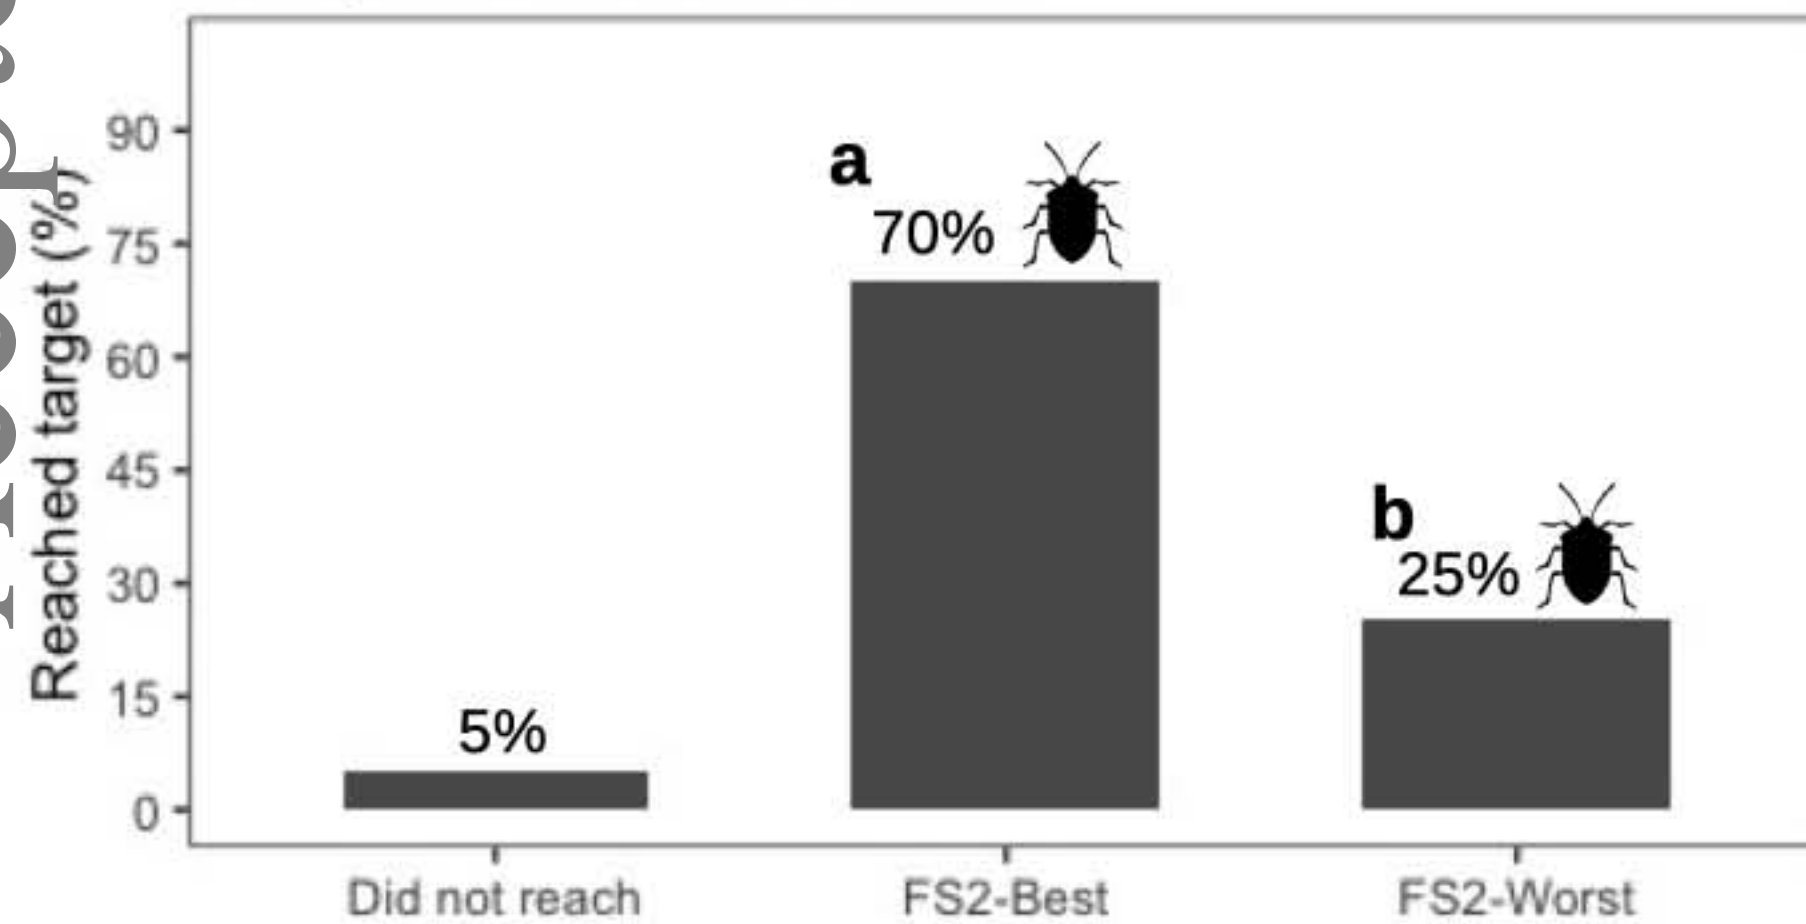 Reached target (%)
90
75
60
45
30
15
0
a
70%
b
25%
5%
Did not reach
FS2-Best
FS2-Worst